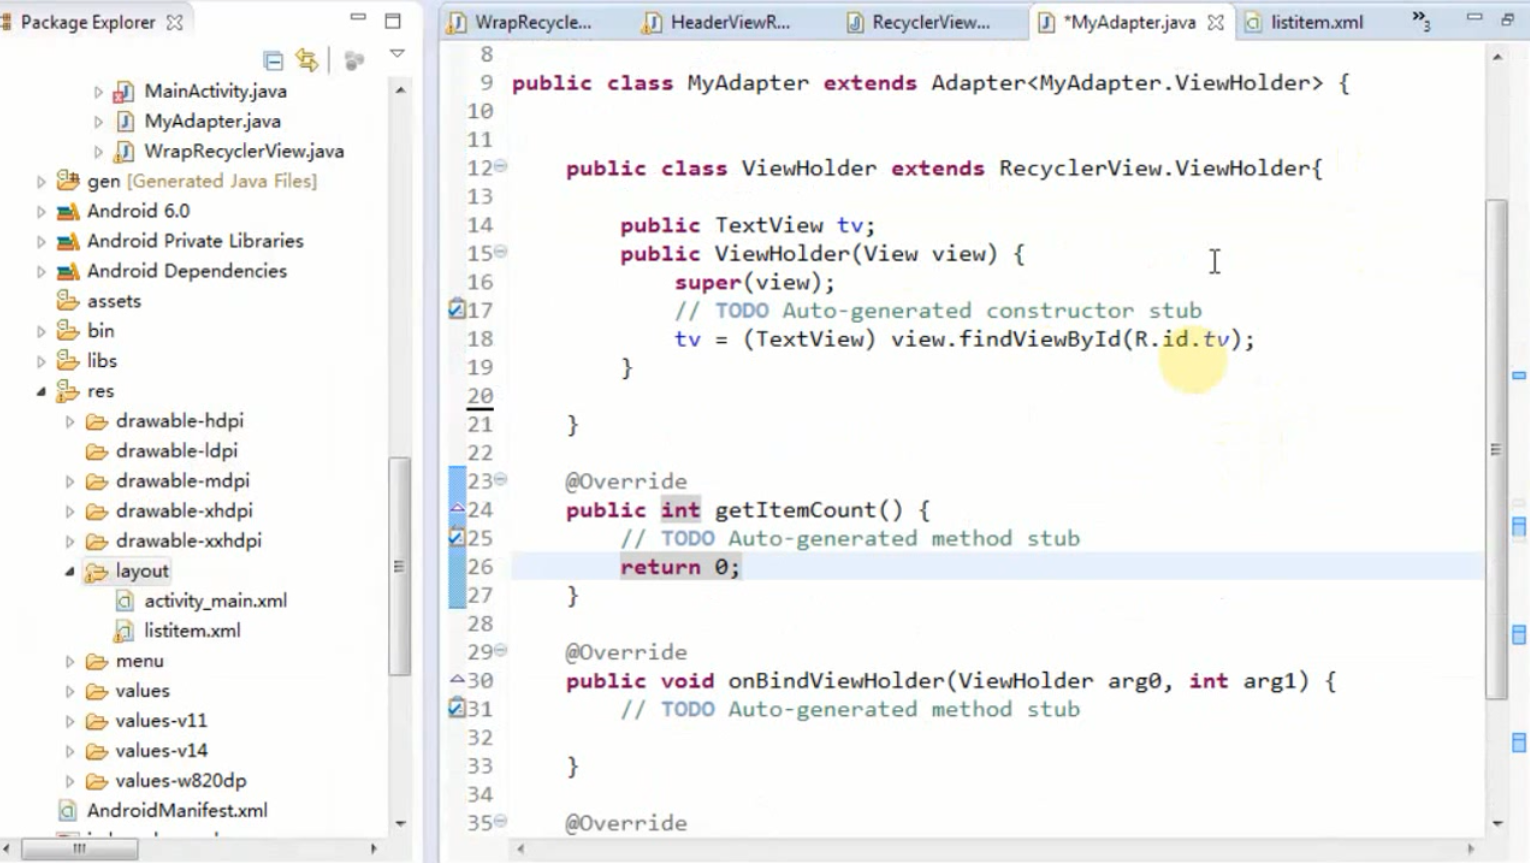 Package Explorer
MainActivity.java
MyAdapter.java
WrapRecyclerView.java
gen [Generated Java Files]
Android 6.0
Android Private Libraries
Android Dependencies
assets
bin
libs
res
drawable-hdpi
drawable-ldpi
drawable-mdpi
drawable-xhdpi
drawable-xxhdpi
layout
activity_main.xml
listitem.xml
menu
values
values-v11
values-v14
values-w820dp
AndroidManifest.xml
WrapRecycle... HeaderViewR... RecyclerView... *MyAdapter.java listitem.xml »3
8
9 public class MyAdapter extends Adapter<MyAdapter.ViewHolder> {
10
11
12 public class ViewHolder extends RecyclerView.ViewHolder{
13
14 public TextView tv;
15 public ViewHolder(View view) {
16 super(view);
17 // TODO Auto-generated constructor stub
18 tv = (TextView) view.findViewById(R.id.tv);
19 }
20
21 }
22
23 @Override
24 public int getItemCount() {
25 // TODO Auto-generated method stub
26 return 0;
27 }
28
29 @Override
30 public void onBindViewHolder(ViewHolder arg0, int arg1) {
31 // TODO Auto-generated method stub
32
33 }
34
35 @Override